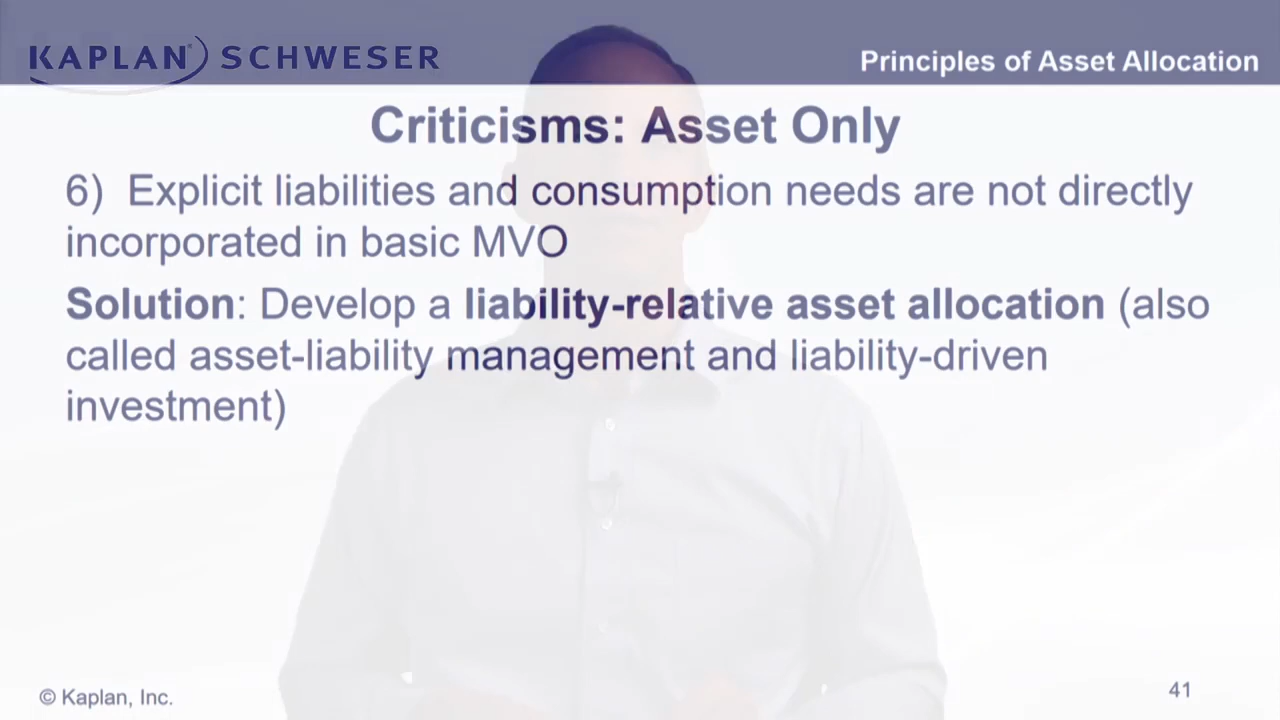 KAPLAN SCHWESER
Principles of Asset Allocation
Criticisms: Asset Only
6) Explicit liabilities and consumption needs are not directly
incorporated in basic MVO
Solution: Develop a liability-relative asset allocation (also
called asset-liability management and liability-driven
investment)
© Kaplan, Inc.
41